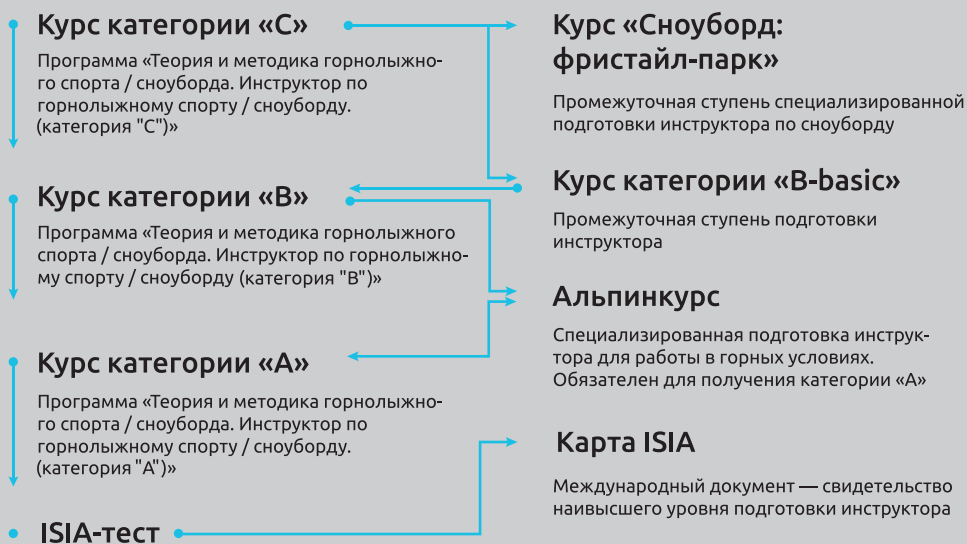 Курс категории «С»
Программа «Теория и методика горнолыжно-
го спорта / сноуборда. Инструктор по
горнолыжному спорту / сноуборду.
(категория "С")»
Курс категории «В»
Программа «Теория и методика горнолыжного
спорта / сноуборда. Инструктор по горнолыжно-
му спорту / сноуборду (категория "В")»
Курс категории «А»
Программа «Теория и методика горнолыжно-
го спорта / сноуборда. Инструктор по
горнолыжному спорту / сноуборду.
(категория "А")»
ISIA-тест
Курс «Сноуборд:
фристайл-парк»
Промежуточная ступень специализированной
подготовки инструктора по сноуборду
Курс категории «B-basic»
Промежуточная ступень подготовки
инструктора
Альпинкурс
Специализированная подготовка инструк-
тора для работы в горных условиях.
Обязателен для получения категории «А»
Карта ISIA
Международный документ — свидетельство
наивысшего уровня подготовки инструктора